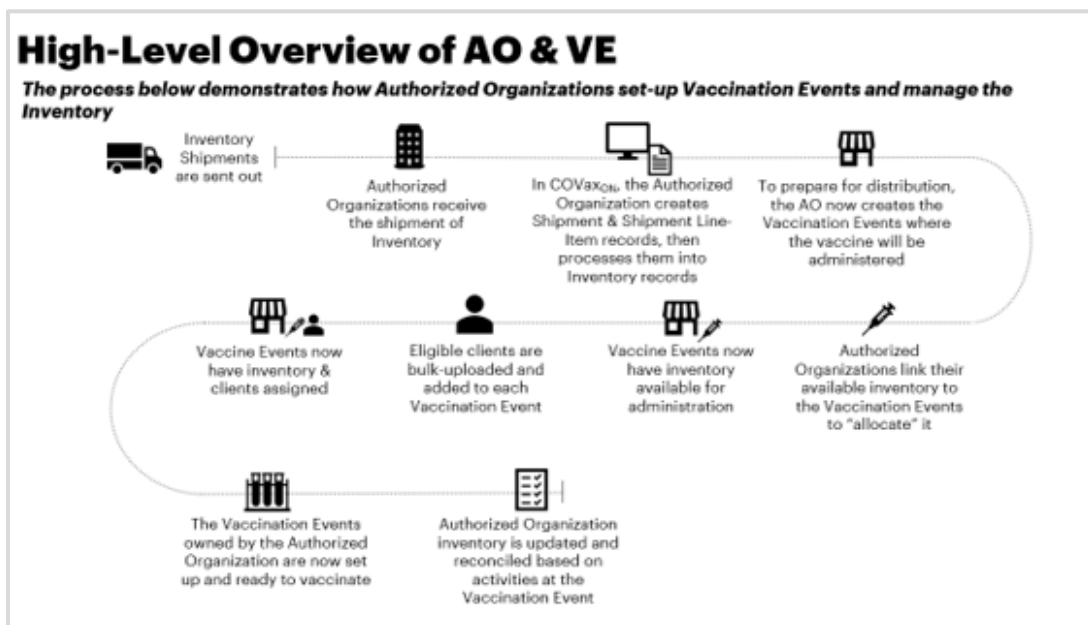 High-Level Overview of AO & VE
The process below demonstrates how Authorized Organizations set-up Vaccination Events and manage the
Inventory
Inventory
Shipments
are sent out
Authorized
Organizations receive
the shipment of
Inventory
In COVaxON, the Authorized
Organization creates
Shipment & Shipment Line-
Item records, then
processes them into
Inventory records
To prepare for distribution,
the AO now creates the
Vaccination Events where
the vaccine will be
administered
Authorized
Organizations link their
available inventory to
the Vaccination Events
to “allocate” it
Vaccine Events now
have inventory
available for
administration
Eligible clients are
bulk-uploaded and
added to each
Vaccination Event
Vaccine Events now
have inventory &
clients assigned
The Vaccination Events
owned by the Authorized
Organization are now set
up and ready to vaccinate
Authorized Organization
inventory is updated and
reconciled based on
activities at the
Vaccination Event